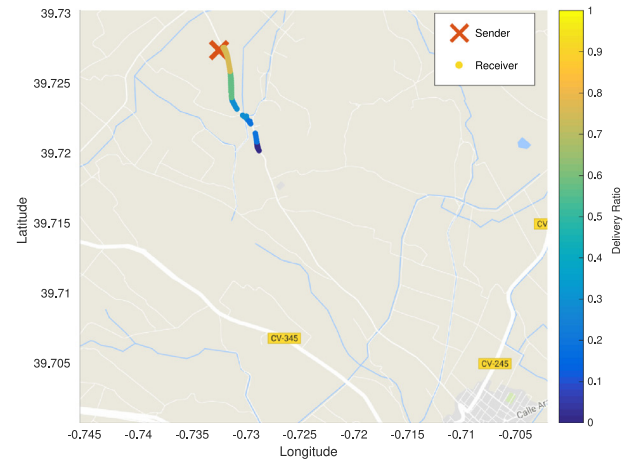 39.73
39.725
39.72
39.715
39.71
39.705
Latitude
-0.745
-0.74
-0.735
-0.73
-0.725
-0.72
-0.715
-0.71
-0.705
Longitude
Sender
Receiver
CV-345
CV-245
CV
Calle Ar
1
0.9
0.8
0.7
0.6
0.5
0.4
0.3
0.2
0.1
0
Delivery Ratio